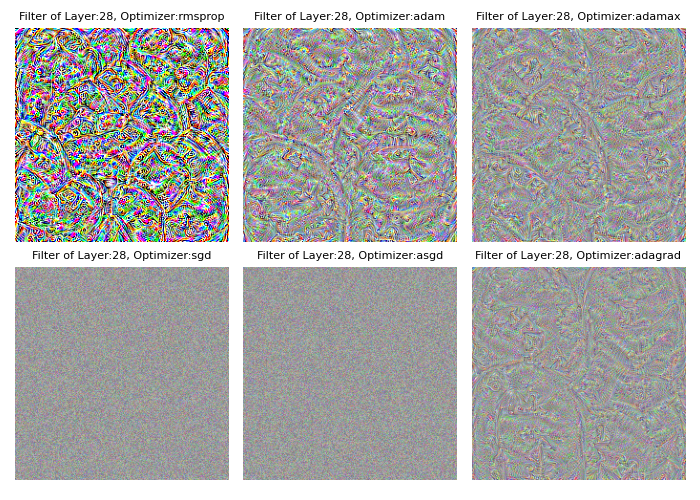 Filter of Layer:28, Optimizer:rmsprop
Filter of Layer:28, Optimizer:adam
Filter of Layer:28, Optimizer:adamax
Filter of Layer:28, Optimizer:sgd
Filter of Layer:28, Optimizer:asgd
Filter of Layer:28, Optimizer:adagrad